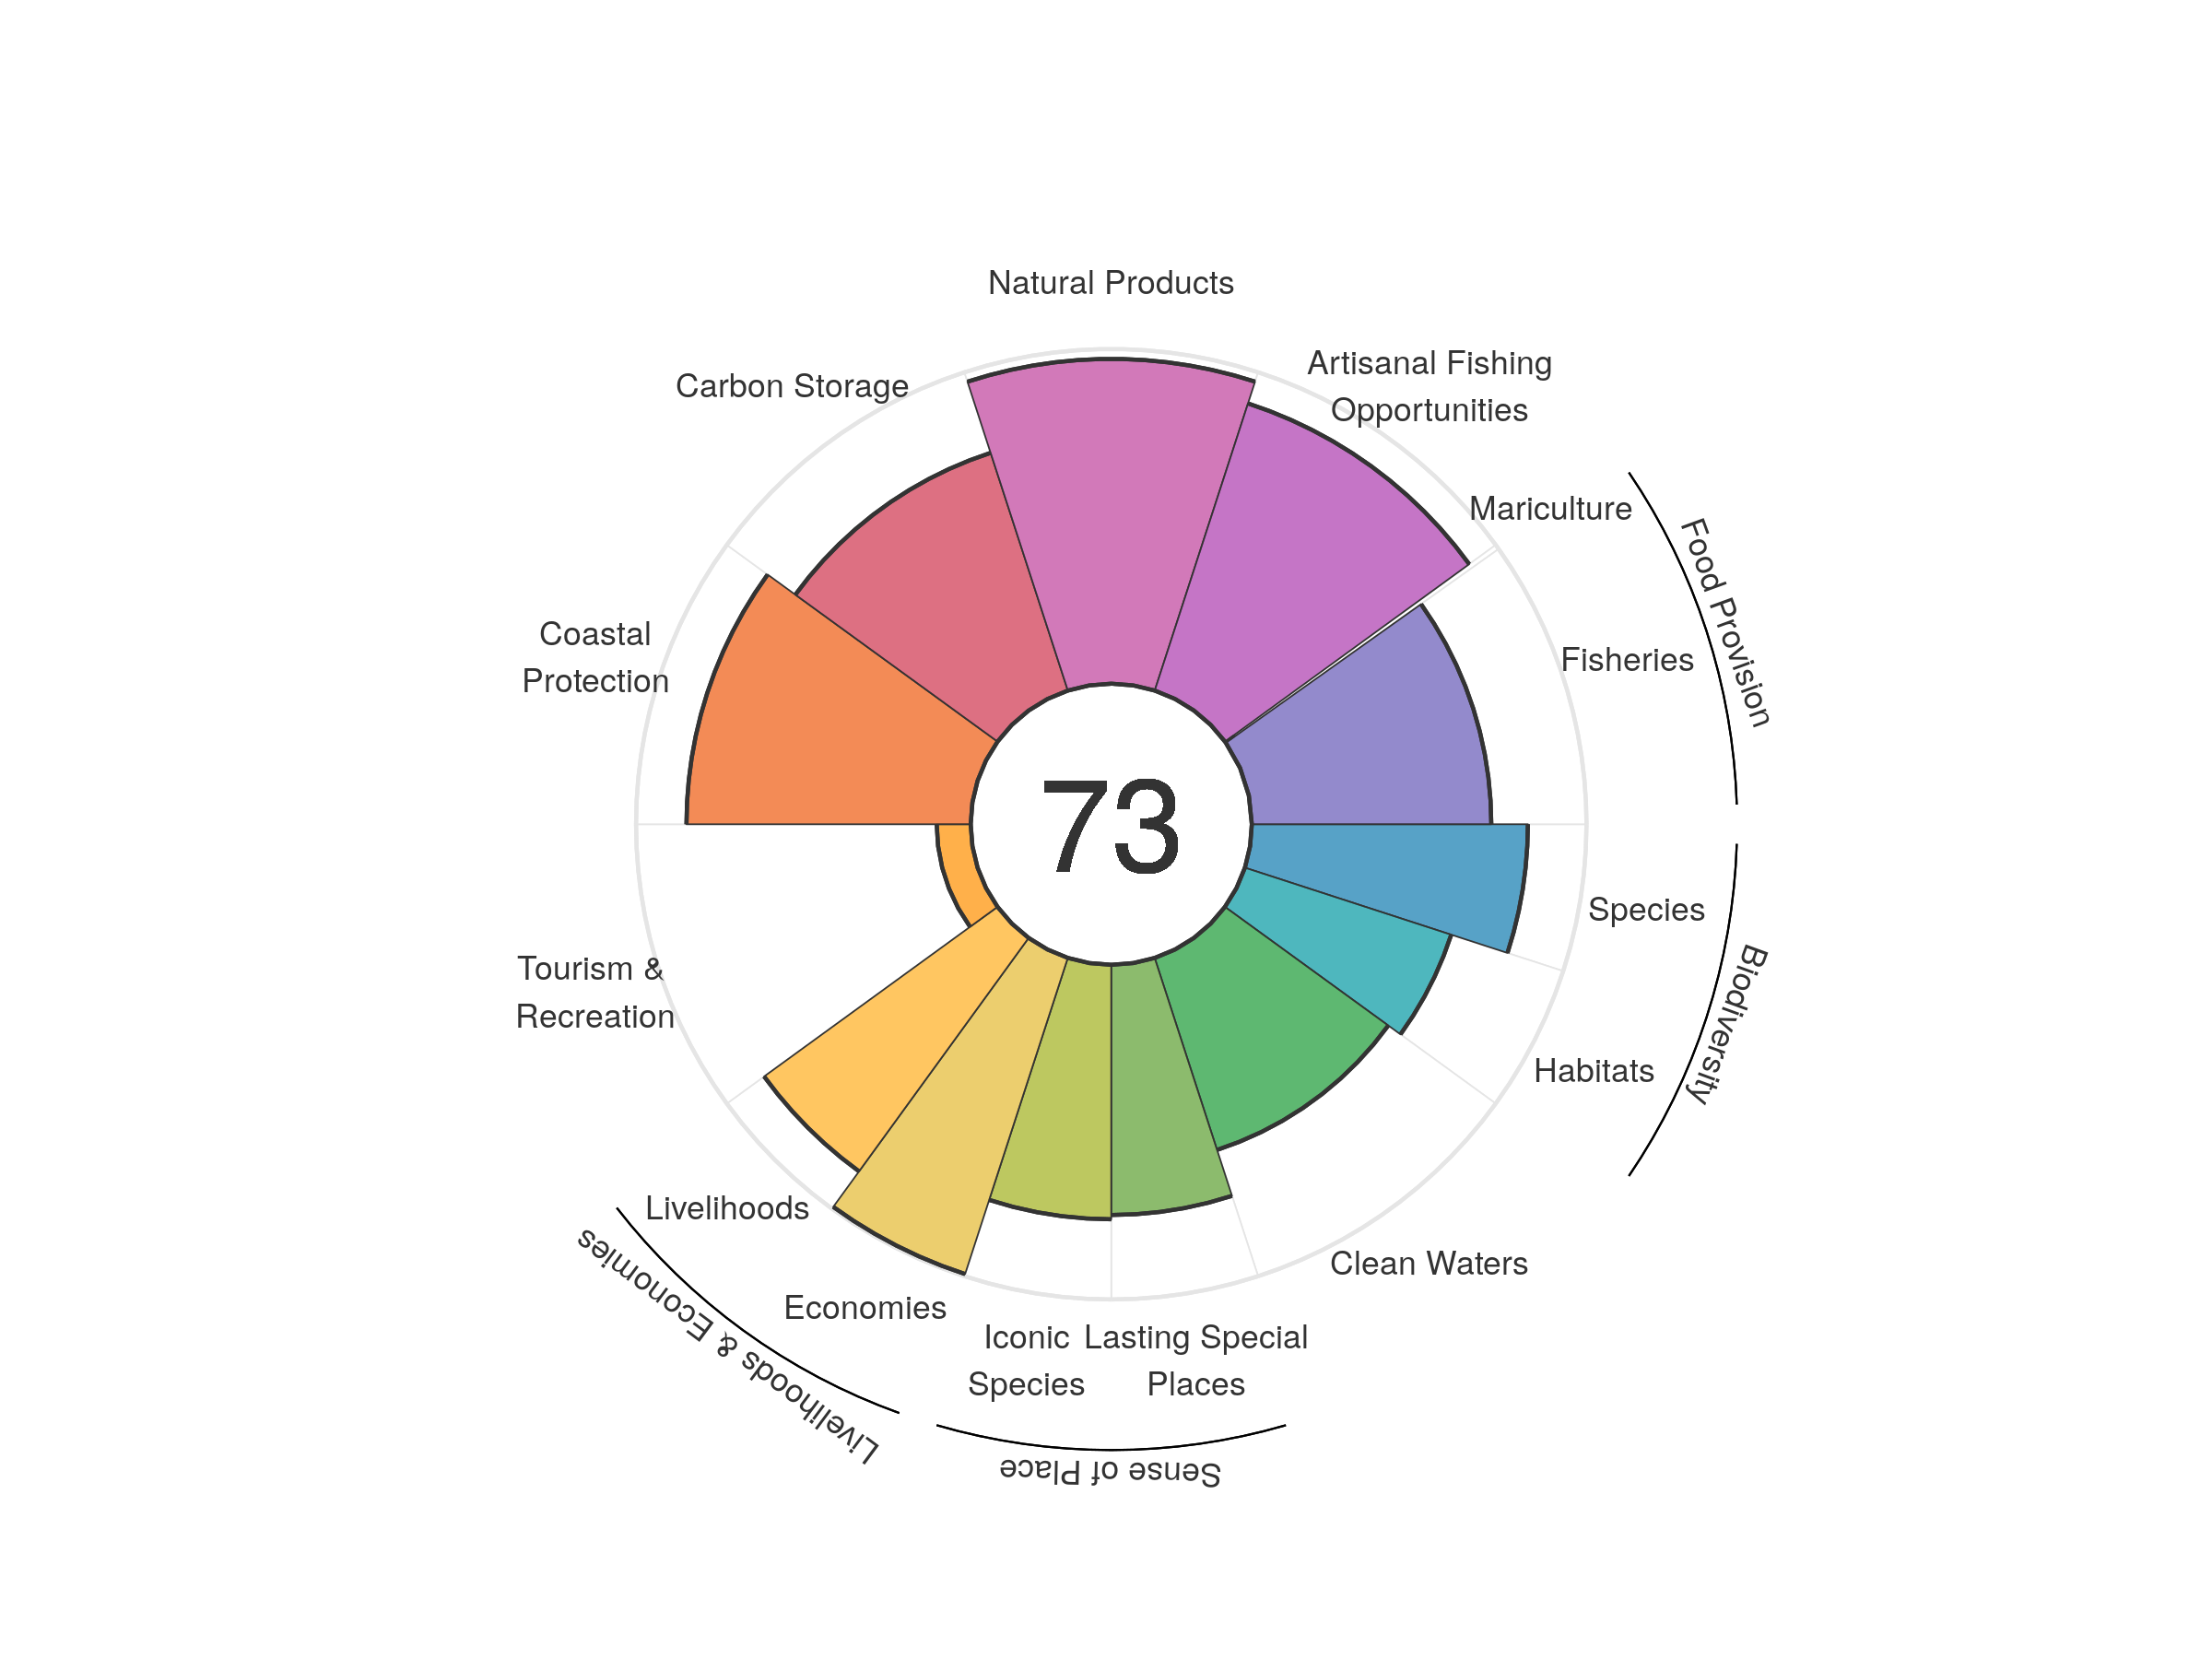 Natural Products
Artisanal Fishing
Opportunities
Carbon Storage
Mariculture
Food Provision
Fisheries
Coastal
Protection
73
Species
Biodiversity
Tourism &
Recreation
Habitats
Livelihoods
Clean Waters
Economies
Livelihoods & Economies
Iconic
Species
Lasting Special
Places
Sense of Place